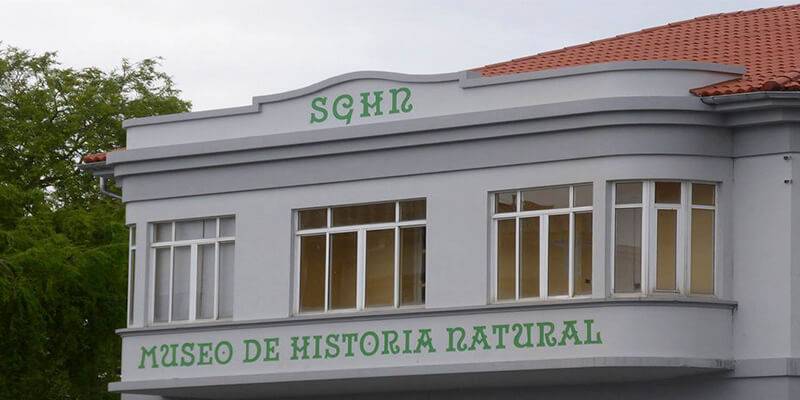 SGHN
MUSEO DE HISTORIA NATURAL